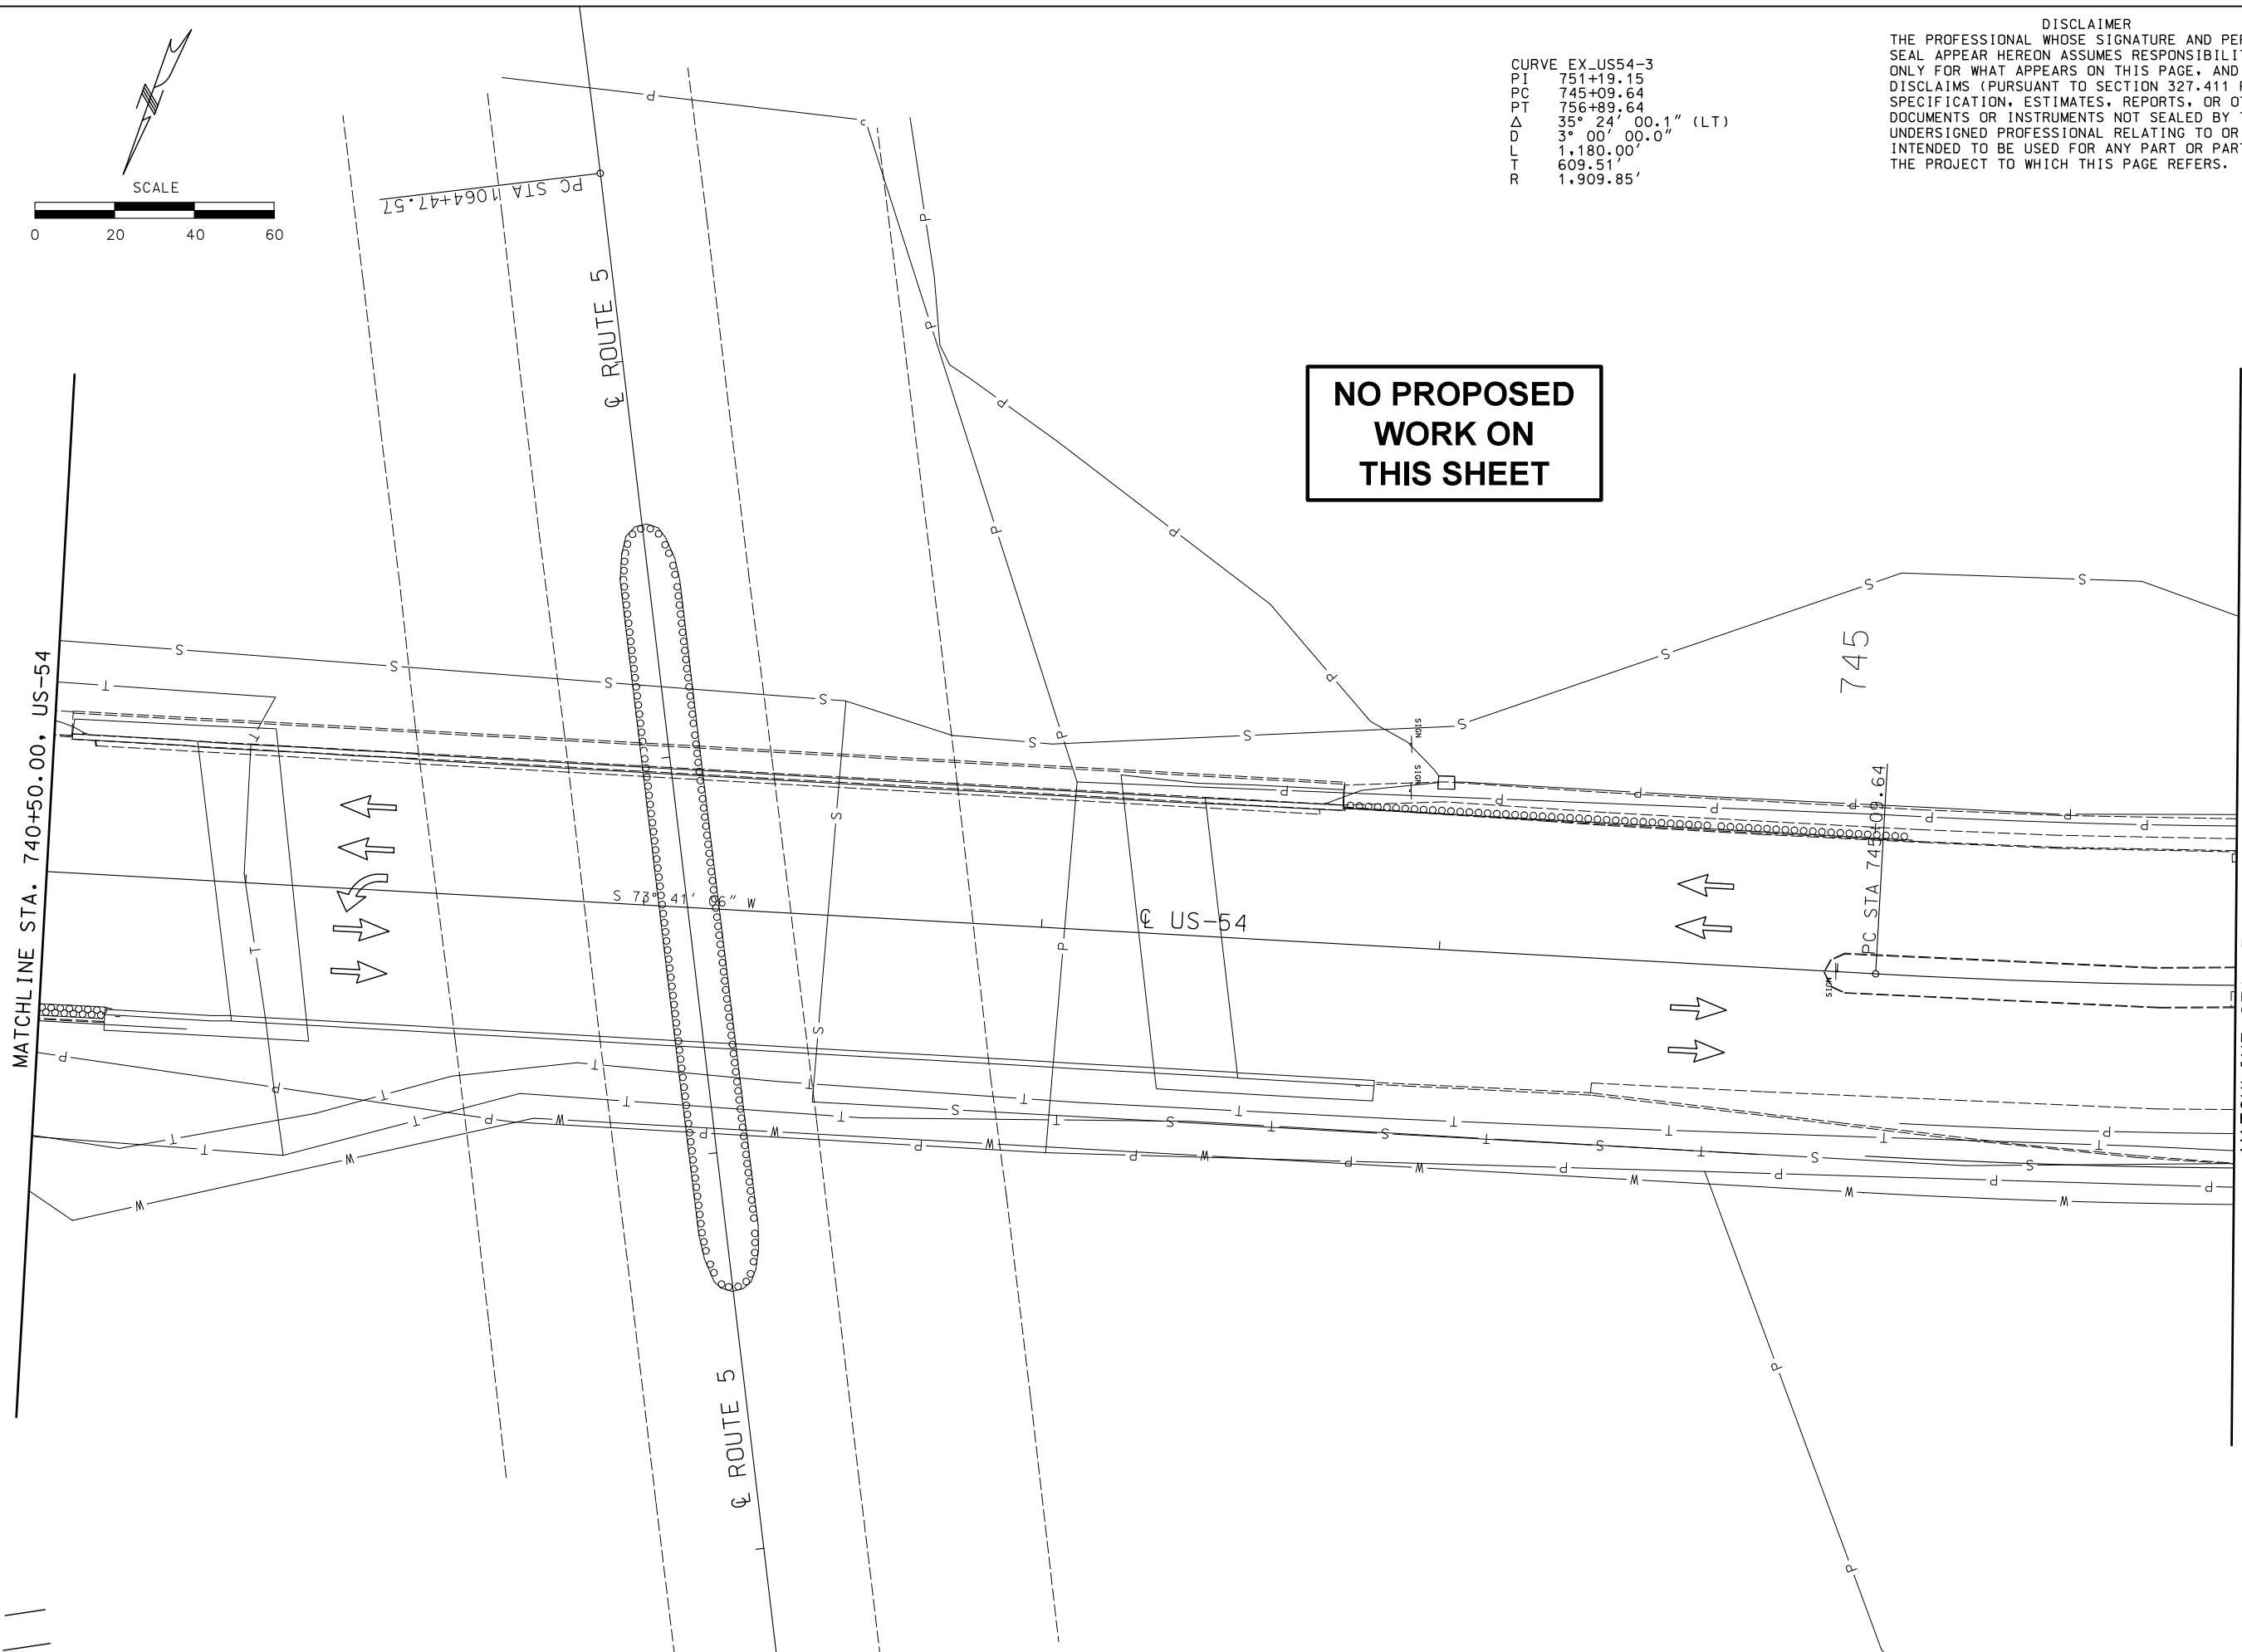 DISCLAIMER
THE PROFESSIONAL WHOSE SIGNATURE AND
SEAL APPEAR HEREON ASSUMES
ONLY FOR WHAT APPEARS ON THIS PAGE, AND
DISCLAIMS (PURSUANT TO SECTION 327.411
SPECIFICATION, ESTIMATES, REPORTS, OR
DOCUMENTS OR INSTRUMENTS NOT SEALED BY
UNDERSIGNED PROFESSIONAL RELATING TO OR
INTENDED TO BE USED FOR ANY PART OR
THE PROJECT TO WHICH THIS PAGE REFERS.
CURVE EX_US54-3
PI 751+19.15
PC 745+09.64
PT 756+89.64
Δ 35° 24' 00.1" (LT)
D 3° 00' 00.0"
L 1,180.00'
T 609.51'
R 1,909.85'
SCALE
0 20 40 60
PC STA 1064+47.57
℄ ROUTE 5
NO PROPOSED
WORK ON
THIS SHEET
MATCHLINE STA. 740+50.00, US-54
745
SIGN
SIGN
PC STA 745+09.64
S 73° 41' 06" W
℄ US-54
SIGN
℄ ROUTE 5
P
P
P
P
P
P
P
P
P
P
S
S
S
S
S
S
S
S
S
S
S
S
T
T
T
P
P
P
P
P
P
P
P
P
P
P
T
T
T
T
T
T
T
T
T
T
W
W
W
W
W
W
W
W
W
S
S
S
S
S
S
P
P